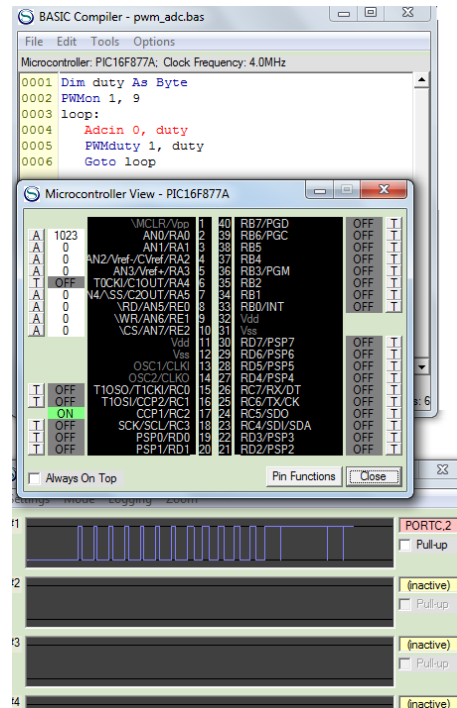 BASIC Compiler - pwm_adc.bas
File Edit Tools Options
Microcontroller: PIC16F877A; Clock Frequency: 4.0MHz
0001 Dim duty As Byte
0002 PWMon 1, 9
0003 loop:
0004 Adcin 0, duty
0005 PWMduty 1, duty
0006 Goto loop
Microcontroller View - PIC16F877A
\MCLR/Vpp 1 40 RB7/PGD OFF T
A 1023 AN0/RA0 2 39 RB6/PGC OFF T
A 0 AN1/RA1 3 38 RB5 OFF T
A 0 AN2/Vref-/CVref/RA2 4 37 RB4 OFF T
A 0 AN3/Vref+/RA3 5 36 RB3/PGM OFF T
T OFF T0CKI/C1OUT/RA4 6 35 RB2 OFF T
A 0 N4/\SS/C2OUT/RA5 7 34 RB1 OFF T
A 0 \RD/AN5/RE0 8 33 RB0/INT OFF T
A 0 \WR/AN6/RE1 9 32 Vdd
A 0 \CS/AN7/RE2 10 31 Vss
Vdd 11 30 RD7/PSP7 OFF T
Vss 12 29 RD6/PSP6 OFF T
OSC1/CLKI 13 28 RD5/PSP5 OFF T
OSC2/CLKO 14 27 RD4/PSP4 OFF T
T OFF T1OSO/T1CKI/RC0 15 26 RC7/RX/DT OFF T
T OFF T1OSI/CCP2/RC1 16 25 RC6/TX/CK OFF T
ON CCP1/RC2 17 24 RC5/SDO OFF T
T OFF SCK/SCL/RC3 18 23 RC4/SDI/SDA OFF T
T OFF PSP0/RD0 19 22 RD3/PSP3 OFF T
T OFF PSP1/RD1 20 21 RD2/PSP2 OFF T
s: 6
Always On Top Pin Functions Close
Settings Mode Logging Zoom
#1 PORTC,2
Pull-up
#2 (inactive)
Pull-up
#3 (inactive)
Pull-up
#4 (inactive)